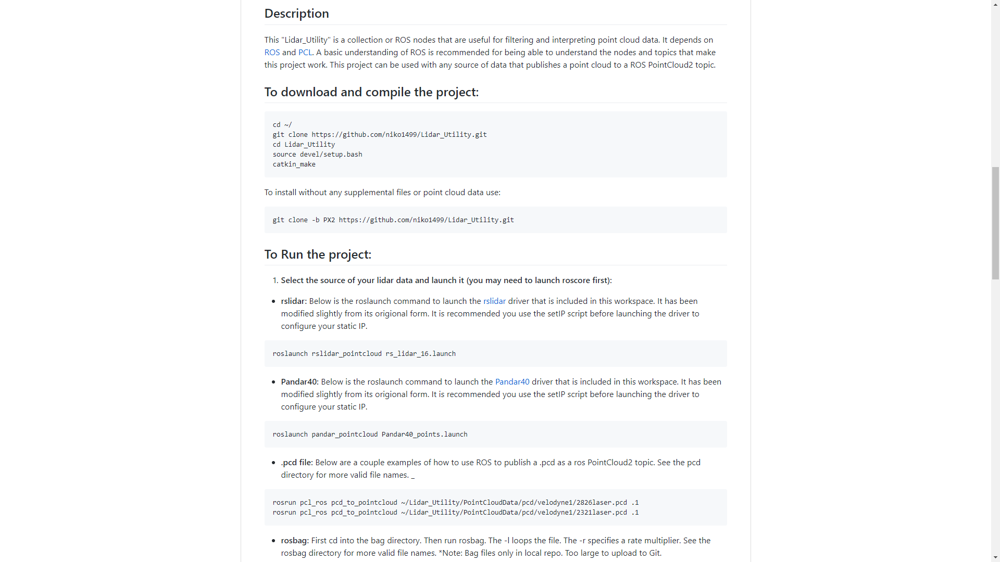 Description
This "Lidar_Utility" is a collection or ROS nodes that are useful for filtering and interpreting point cloud data. It depends on
ROS and PCL. A basic understanding of ROS is recommended for being able to understand the nodes and topics that make
this project work. This project can be used with any source of data that publishes a point cloud to a ROS PointCloud2 topic.
To download and compile the project:
cd ~/
git clone https://github.com/niko1499/Lidar_Utility.git
cd Lidar_Utility
source devel/setup.bash
catkin_make
To install without any supplemental files or point cloud data use:
git clone -b PX2 https://github.com/niko1499/Lidar_Utility.git
To Run the project:
1. Select the source of your lidar data and launch it (you may need to launch roscore first):
• rslidar: Below is the roslaunch command to launch the rslidar driver that is included in this workspace. It has been
modified slightly from its origional form. It is recommended you use the setIP script before launching the driver to
configure your static IP.
roslaunch rslidar_pointcloud rs_lidar_16.launch
• Pandar40: Below is the roslaunch command to launch the Pandar40 driver that is included in this workspace. It has been
modified slightly from its origional form. It is recommended you use the setIP script before launching the driver to
configure your static IP.
roslaunch pandar_pointcloud Pandar40_points.launch
• .pcd file: Below are a couple examples of how to use ROS to publish a .pcd as a ros PointCloud2 topic. See the pcd
directory for more valid file names. _
rosrun pcl_ros pcd_to_pointcloud ~/Lidar_Utility/PointCloudData/pcd/velodyne1/2826laser.pcd .1
rosrun pcl_ros pcd_to_pointcloud ~/Lidar_Utility/PointCloudData/pcd/velodyne1/2321laser.pcd .1
• rosbag: First cd into the bag directory. Then run rosbag. The -l loops the file. The -r specifies a rate multiplier. See the
rosbag directory for more valid file names. *Note: Bag files only in local repo. Too large to upload to Git.